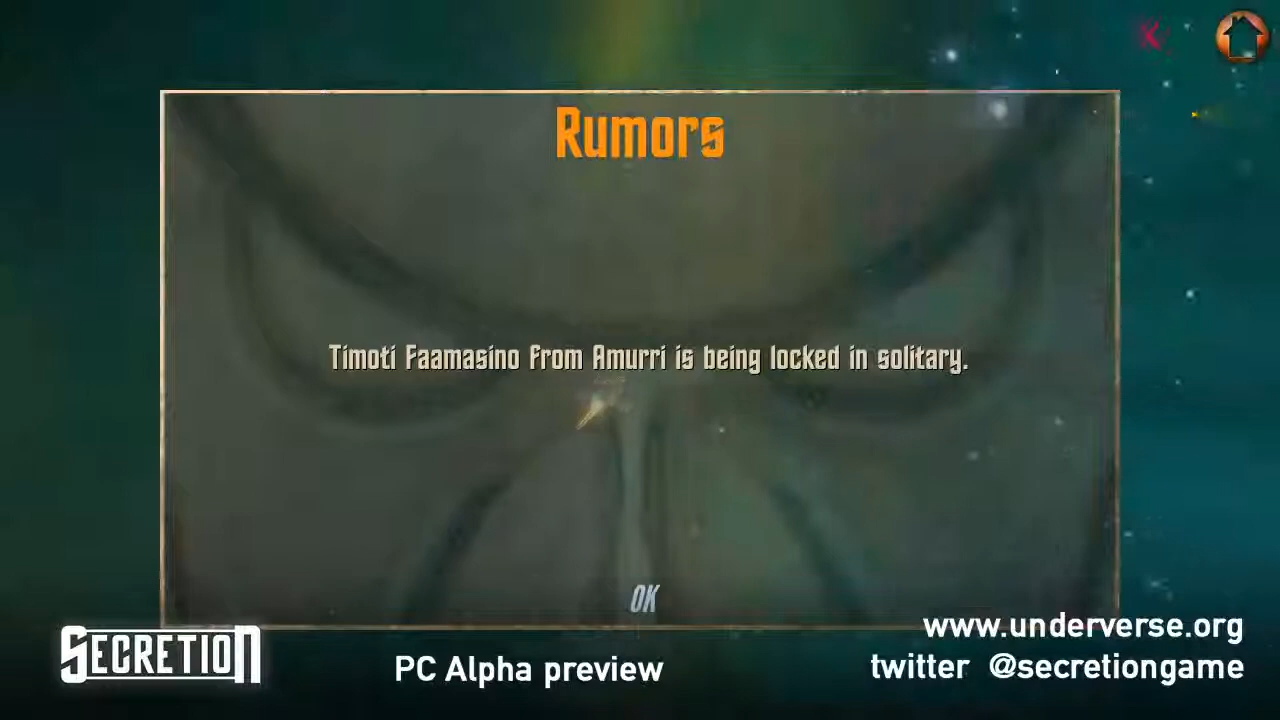 Rumors
Timoti Faamasino from Amurri is being locked in solitary.
OK
SECRETION
PC Alpha preview
www.underverse.org
twitter @secretiongame